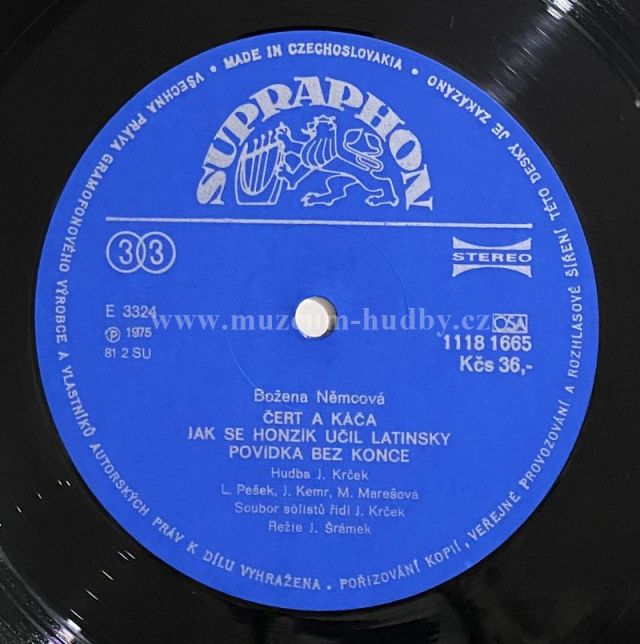 • MADE IN CZECHOSLOVAKIA •
VŠECHNA PRÁVA GRAMOFONOVÉHO VÝROBCE A VLASTNÍKŮ AUTORSKÝCH PRÁV K DÍLU VYHRAŽENA. • POŘIZOVÁNÍ KOPIÍ, VEŘEJNÉ PROVOZOVÁNÍ A ROZHLASOVÉ ŠÍŘENÍ TÉTO DESKY JE ZAKÁZÁNO
SUPRAPHON
33
STEREO
E 3324
Ⓟ 1975
81 2 SU
www.muzeum-hudby.cz
OSA
1118 1665
Kčs 36,-
Božena Němcová
ČERT A KÁČA
JAK SE HONZÍK UČIL LATINSKY
POVÍDKA BEZ KONCE
Hudba J. Krček
L. Pešek, J. Kemr, M. Marešová
Soubor sólistů řídí J. Krček
Režie J. Šrámek